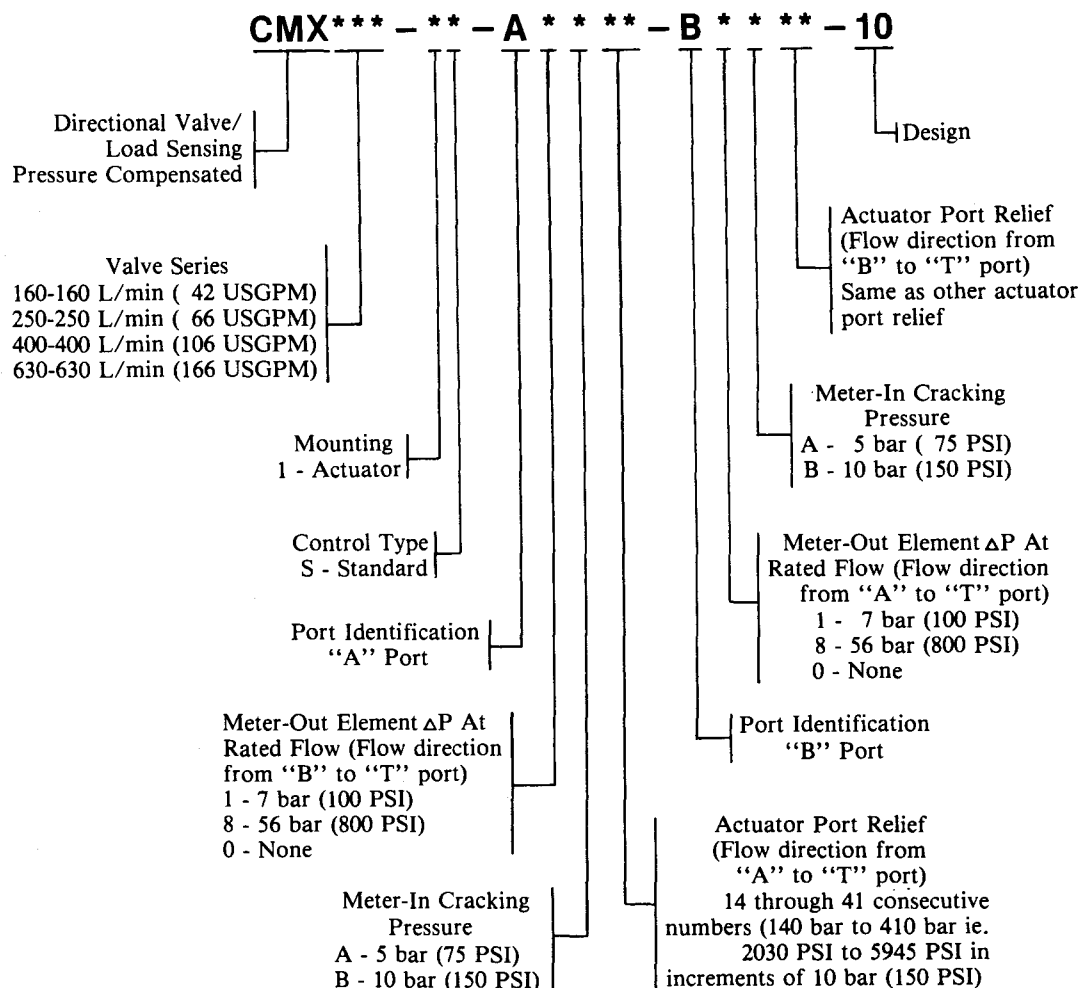 CMX*** – ** – A * * ** – B * * ** – 10
Directional Valve/
Load Sensing
Pressure Compensated
Design
Actuator Port Relief
(Flow direction from
“B” to “T” port)
Same as other actuator
port relief
Valve Series
160-160 L/min ( 42 USGPM)
250-250 L/min ( 66 USGPM)
400-400 L/min (106 USGPM)
630-630 L/min (166 USGPM)
Meter-In Cracking
Pressure
A - 5 bar ( 75 PSI)
B - 10 bar (150 PSI)
Mounting
1 - Actuator
Control Type
S - Standard
Meter-Out Element ΔP At
Rated Flow (Flow direction
from “A” to “T” port)
1 - 7 bar (100 PSI)
8 - 56 bar (800 PSI)
0 - None
Port Identification
“A” Port
Port Identification
“B” Port
Meter-Out Element ΔP At
Rated Flow (Flow direction
from “B” to “T” port)
1 - 7 bar (100 PSI)
8 - 56 bar (800 PSI)
0 - None
Actuator Port Relief
(Flow direction from
“A” to “T” port)
14 through 41 consecutive
numbers (140 bar to 410 bar ie.
2030 PSI to 5945 PSI in
increments of 10 bar (150 PSI)
Meter-In Cracking
Pressure
A - 5 bar (75 PSI)
B - 10 bar (150 PSI)